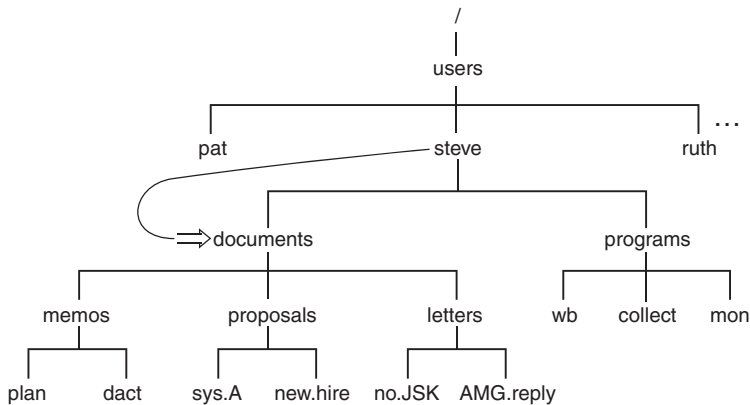 /
users
pat steve ruth ...
documents programs
memos proposals letters wb collect mon
plan dact sys.A new.hire no.JSK AMG.reply